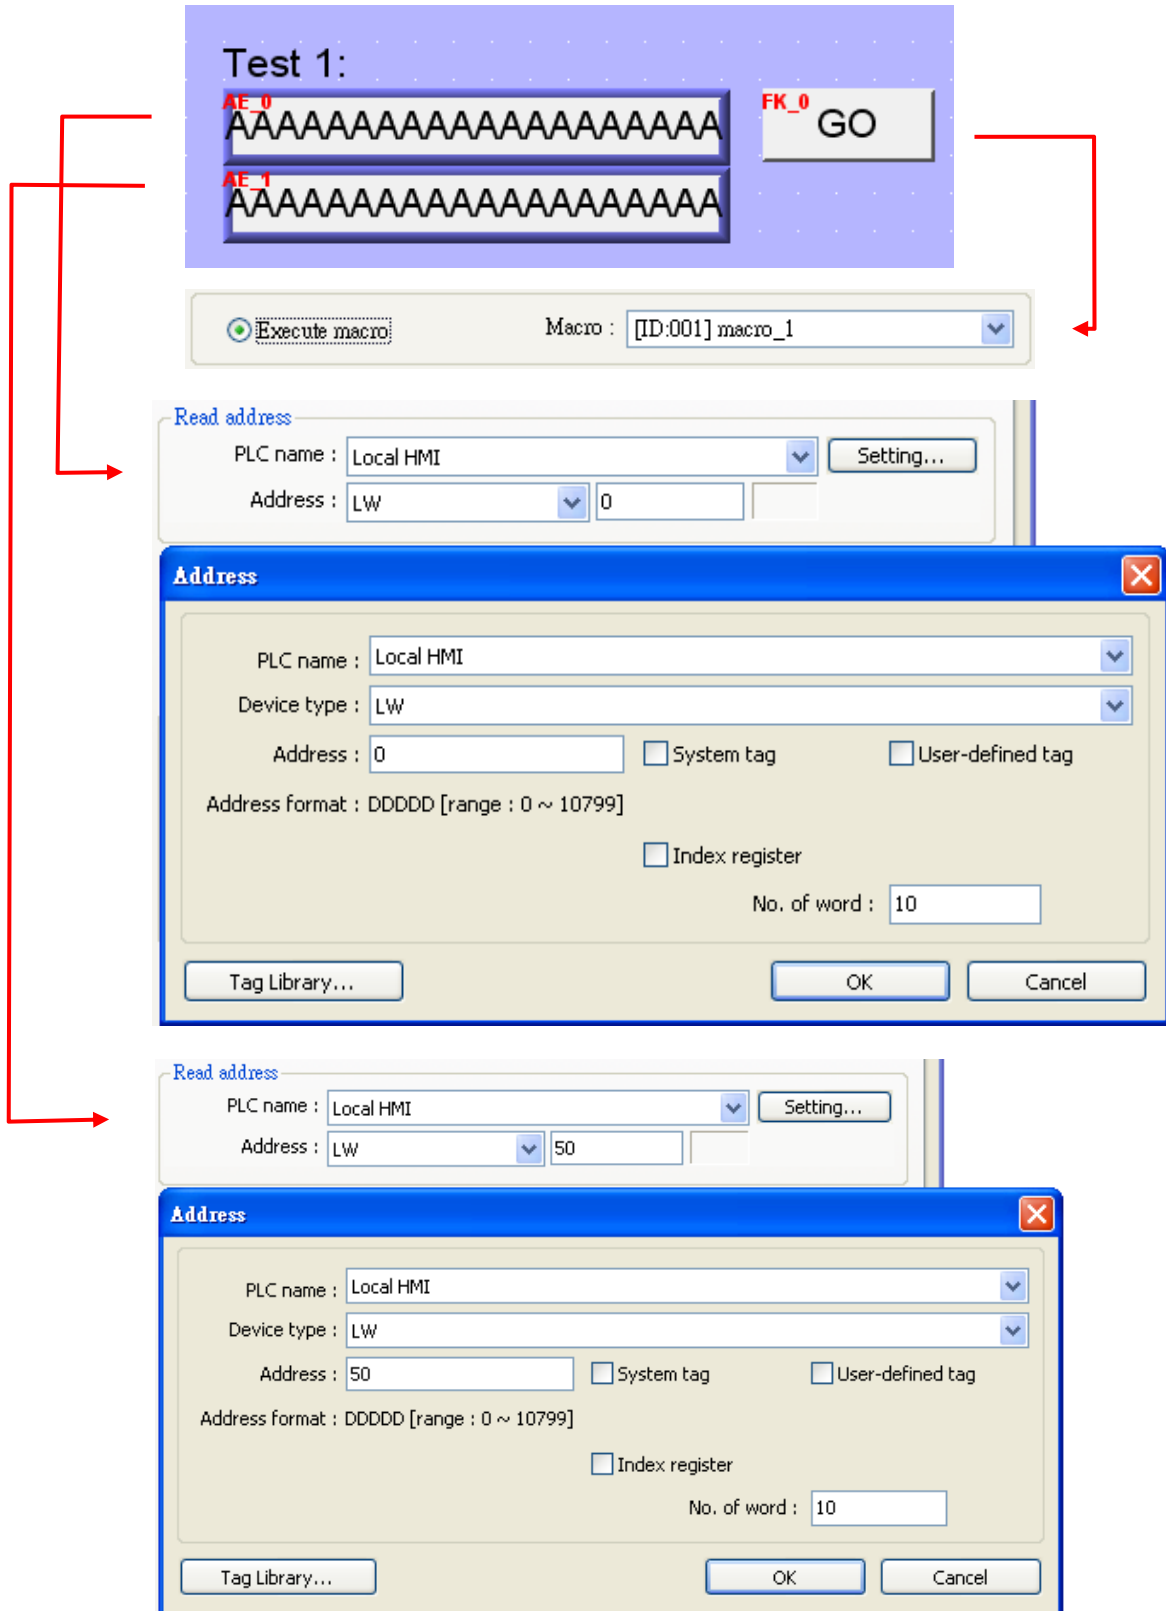 Test 1:
AE_0
AAAAAAAAAAAAAAAAAAAA
FK_0
GO
AE_1
AAAAAAAAAAAAAAAAAAAA
Execute macro
Macro : [ID:001] macro_1
Read address
PLC name : Local HMI Setting...
Address : LW 0
Address
PLC name : Local HMI
Device type : LW
Address : 0 System tag User-defined tag
Address format : DDDDD [range : 0 ~ 10799]
Index register
No. of word : 10
Tag Library... OK Cancel
Read address
PLC name : Local HMI Setting...
Address : LW 50
Address
PLC name : Local HMI
Device type : LW
Address : 50 System tag User-defined tag
Address format : DDDDD [range : 0 ~ 10799]
Index register
No. of word : 10
Tag Library... OK Cancel